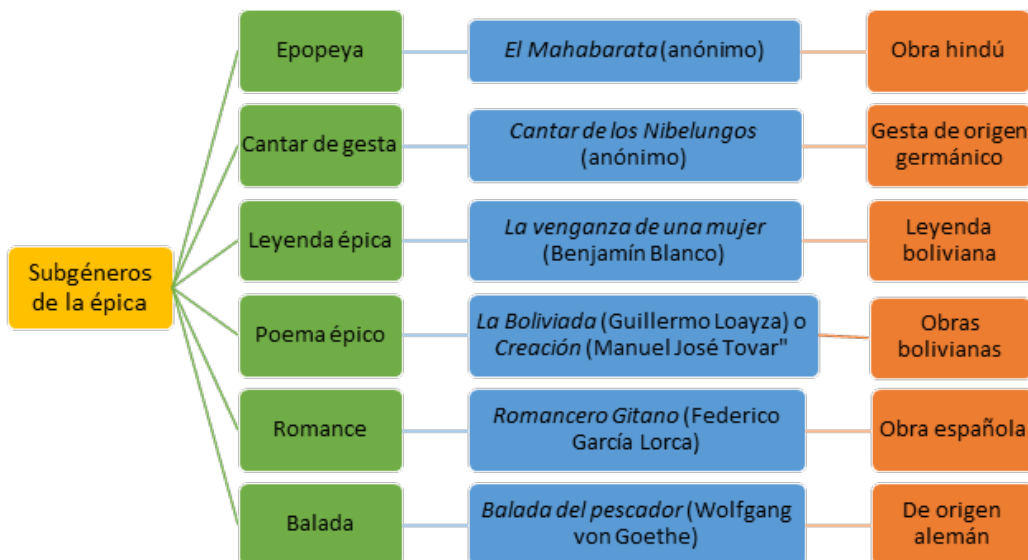 Subgéneros
de la épica
Epopeya
El Mahabarata (anónimo)
Obra hindú
Cantar de gesta
Cantar de los Nibelungos
(anónimo)
Gesta de origen
germánico
Leyenda épica
La venganza de una mujer
(Benjamín Blanco)
Leyenda
boliviana
Poema épico
La Boliviada (Guillermo Loayza) o
Creación (Manuel José Tovar"
Obras
bolivianas
Romance
Romancero Gitano (Federico
García Lorca)
Obra española
Balada
Balada del pescador (Wolfgang
von Goethe)
De origen
alemán